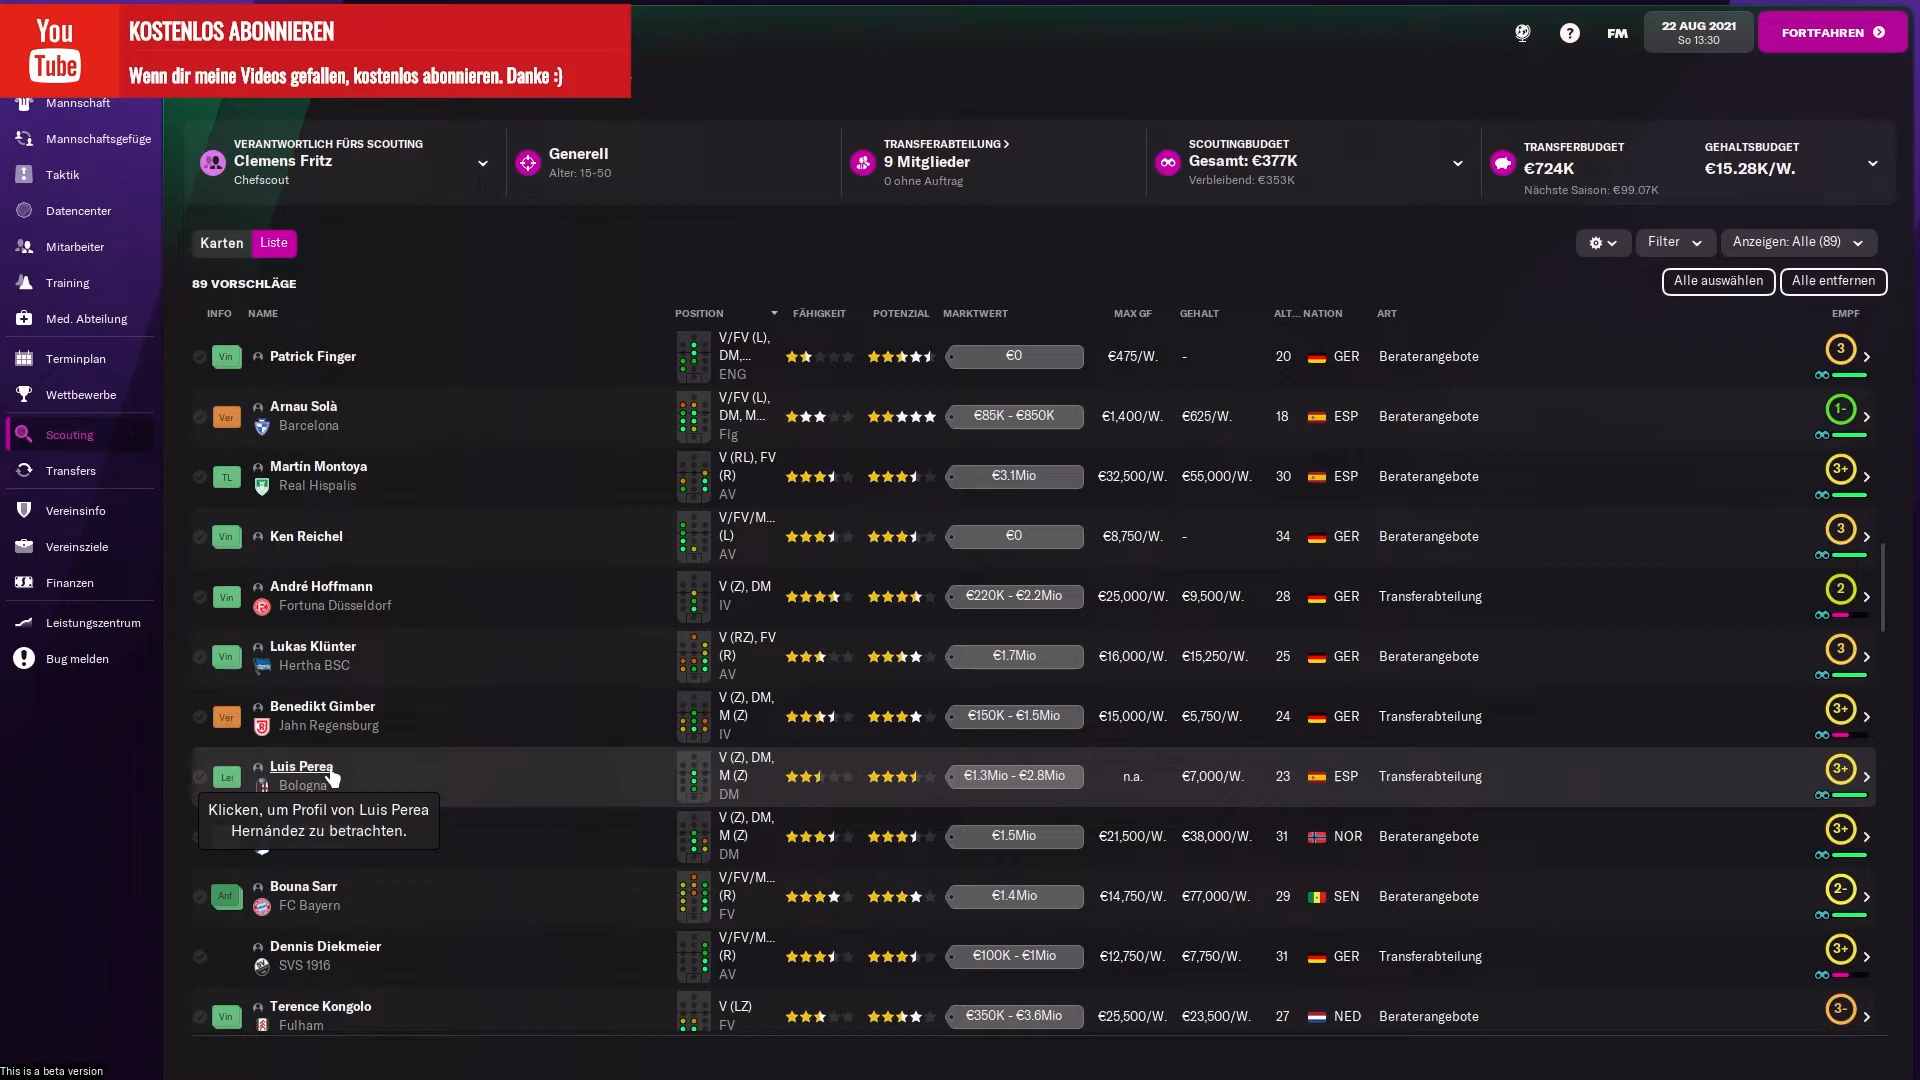 You
Tube
KOSTENLOS ABONNIEREN
Wenn dir meine Videos gefallen, kostenlos abonnieren. Danke :)
FM
22 AUG 2021
So 13:30
FORTFAHREN
Mannschaft
Mannschaftsgefüge
Taktik
Datencenter
Mitarbeiter
Training
Med. Abteilung
Terminplan
Wettbewerbe
Scouting
Transfers
Vereinsinfo
Vereinsziele
Finanzen
Leistungszentrum
Bug melden
VERANTWORTLICH FÜRS SCOUTING
Clemens Fritz
Chefscout
Generell
Alter: 15-50
TRANSFERABTEILUNG >
9 Mitglieder
0 ohne Auftrag
SCOUTINGBUDGET
Gesamt: €377K
Verbleibend: €353K
TRANSFERBUDGET
€724K
Nächste Saison: €99.07K
GEHALTSBUDGET
€15.28K/W.
Karten Liste
Filter
Anzeigen: Alle (89)
89 VORSCHLÄGE
Alle auswählen
Alle entfernen
INFO NAME POSITION FÄHIGKEIT POTENZIAL MARKTWERT MAX GF GEHALT ALT... NATION ART EMPF
Vin Patrick Finger V/FV (L), DM,... ENG €0 €475/W. - 20 GER Beraterangebote 3
Ver Arnau Solà Barcelona V/FV (L), DM, M... Flg €85K - €850K €1,400/W. €625/W. 18 ESP Beraterangebote 1-
TL Martín Montoya Real Hispalis V (RL), FV (R) AV €3.1Mio €32,500/W. €55,000/W. 30 ESP Beraterangebote 3+
Vin Ken Reichel V/FV/M... (L) AV €0 €8,750/W. - 34 GER Beraterangebote 3
Vin André Hoffmann Fortuna Düsseldorf V (Z), DM IV €220K - €2.2Mio €25,000/W. €9,500/W. 28 GER Transferabteilung 2
Vin Lukas Klünter Hertha BSC V (RZ), FV (R) AV €1.7Mio €16,000/W. €15,250/W. 25 GER Beraterangebote 3
Ver Benedikt Gimber Jahn Regensburg V (Z), DM, M (Z) IV €150K - €1.5Mio €15,000/W. €5,750/W. 24 GER Transferabteilung 3+
Lei Luis Perea Bologna V (Z), DM, M (Z) DM €1.3Mio - €2.8Mio n.a. €7,000/W. 23 ESP Transferabteilung 3+
Klicken, um Profil von Luis Perea
Hernández zu betrachten.
V (Z), DM, M (Z) DM €1.5Mio €21,500/W. €38,000/W. 31 NOR Beraterangebote 3+
Anf Bouna Sarr FC Bayern V/FV/M... (R) FV €1.4Mio €14,750/W. €77,000/W. 29 SEN Beraterangebote 2-
Dennis Diekmeier SVS 1916 V/FV/M... (R) AV €100K - €1Mio €12,750/W. €7,750/W. 31 GER Transferabteilung 3+
Vin Terence Kongolo Fulham V (LZ) FV €350K - €3.6Mio €25,500/W. €23,500/W. 27 NED Beraterangebote 3-
This is a beta version